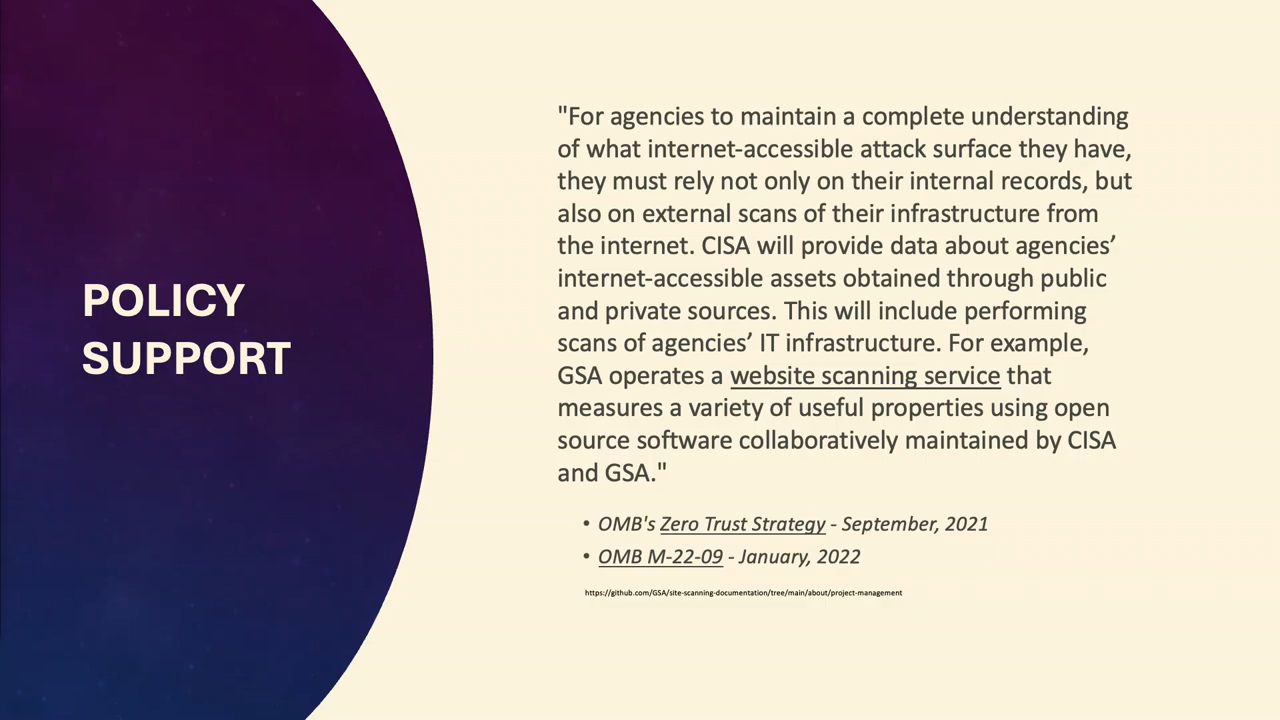 POLICY
SUPPORT
"For agencies to maintain a complete understanding
of what internet-accessible attack surface they have,
they must rely not only on their internal records, but
also on external scans of their infrastructure from
the internet. CISA will provide data about agencies’
internet-accessible assets obtained through public
and private sources. This will include performing
scans of agencies’ IT infrastructure. For example,
GSA operates a website scanning service that
measures a variety of useful properties using open
source software collaboratively maintained by CISA
and GSA."
• OMB's Zero Trust Strategy - September, 2021
• OMB M-22-09 - January, 2022
https://github.com/GSA/site-scanning-documentation/tree/main/about/project-management